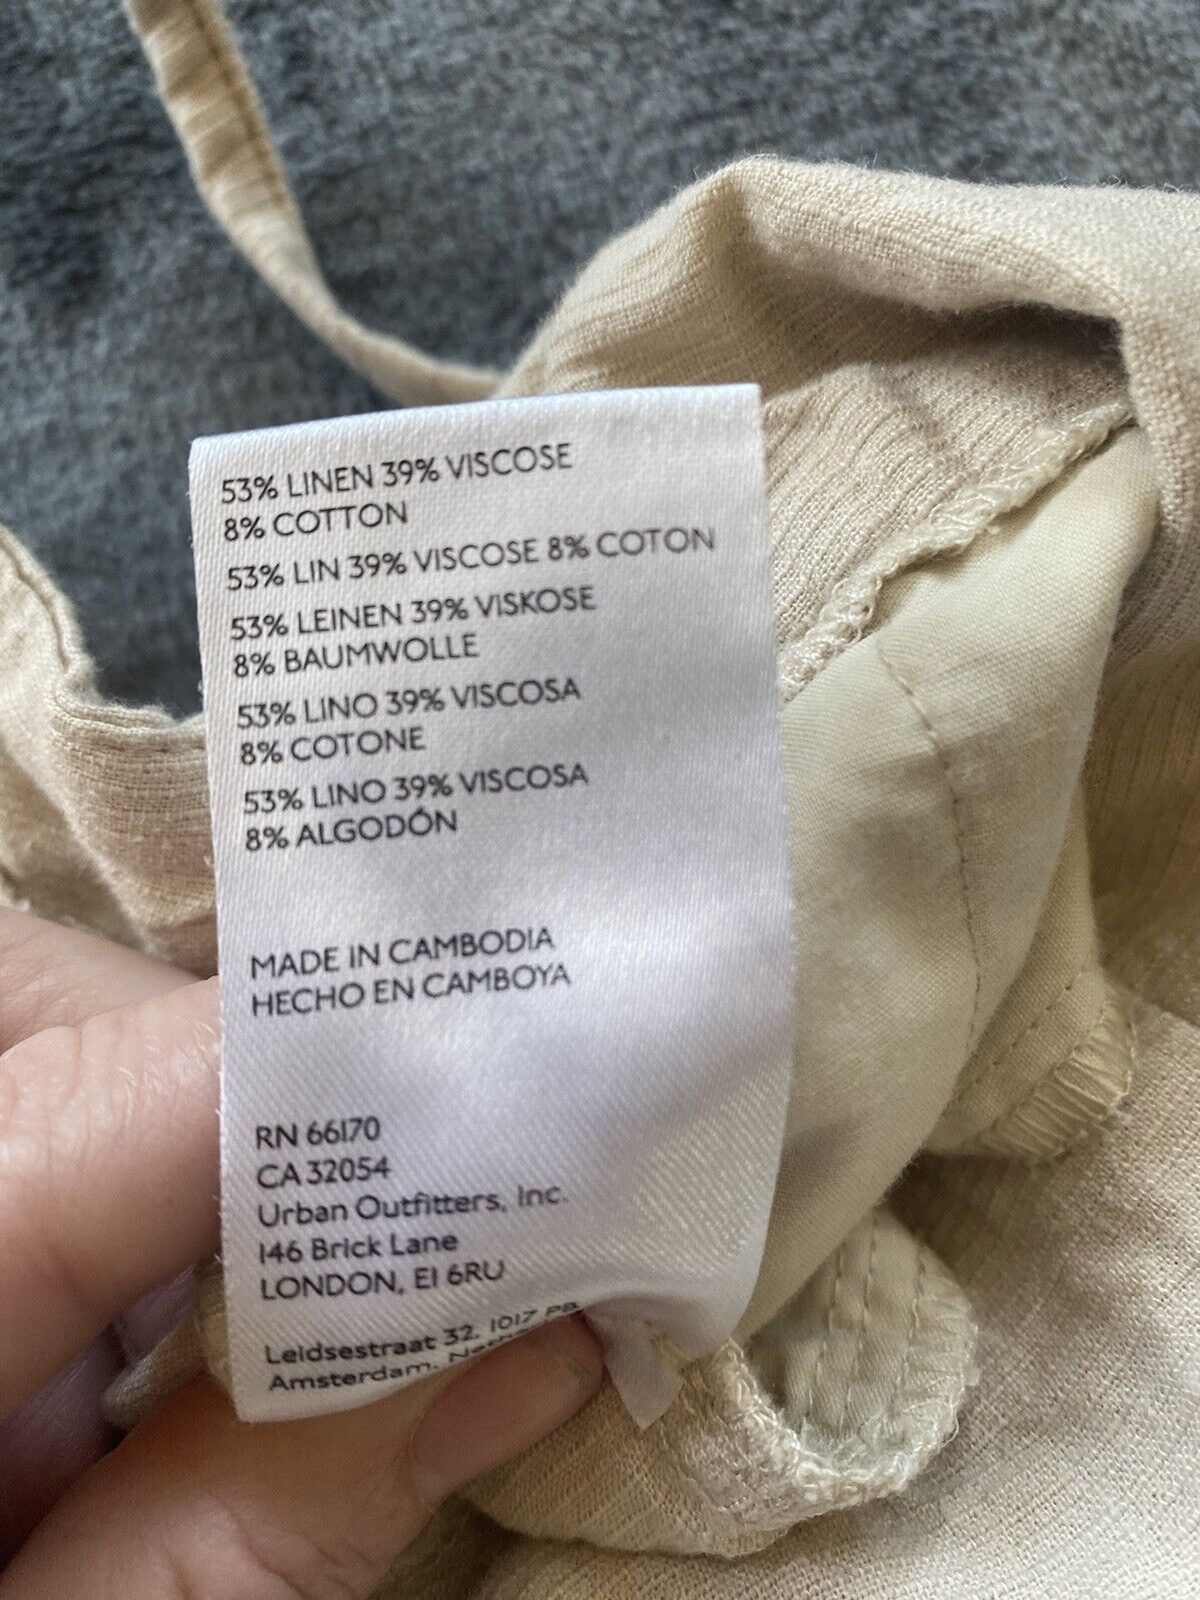 53% LINEN 39% VISCOSE
8% COTTON
53% LIN 39% VISCOSE 8% COTON
53% LEINEN 39% VISKOSE
8% BAUMWOLLE
53% LINO 39% VISCOSA
8% COTONE
53% LINO 39% VISCOSA
8% ALGODÓN
MADE IN CAMBODIA
HECHO EN CAMBOYA
RN 66170
CA 32054
Urban Outfitters, Inc.
146 Brick Lane
LONDON, E1 6RU
Leidsestraat 32, 1017
Amsterdam,